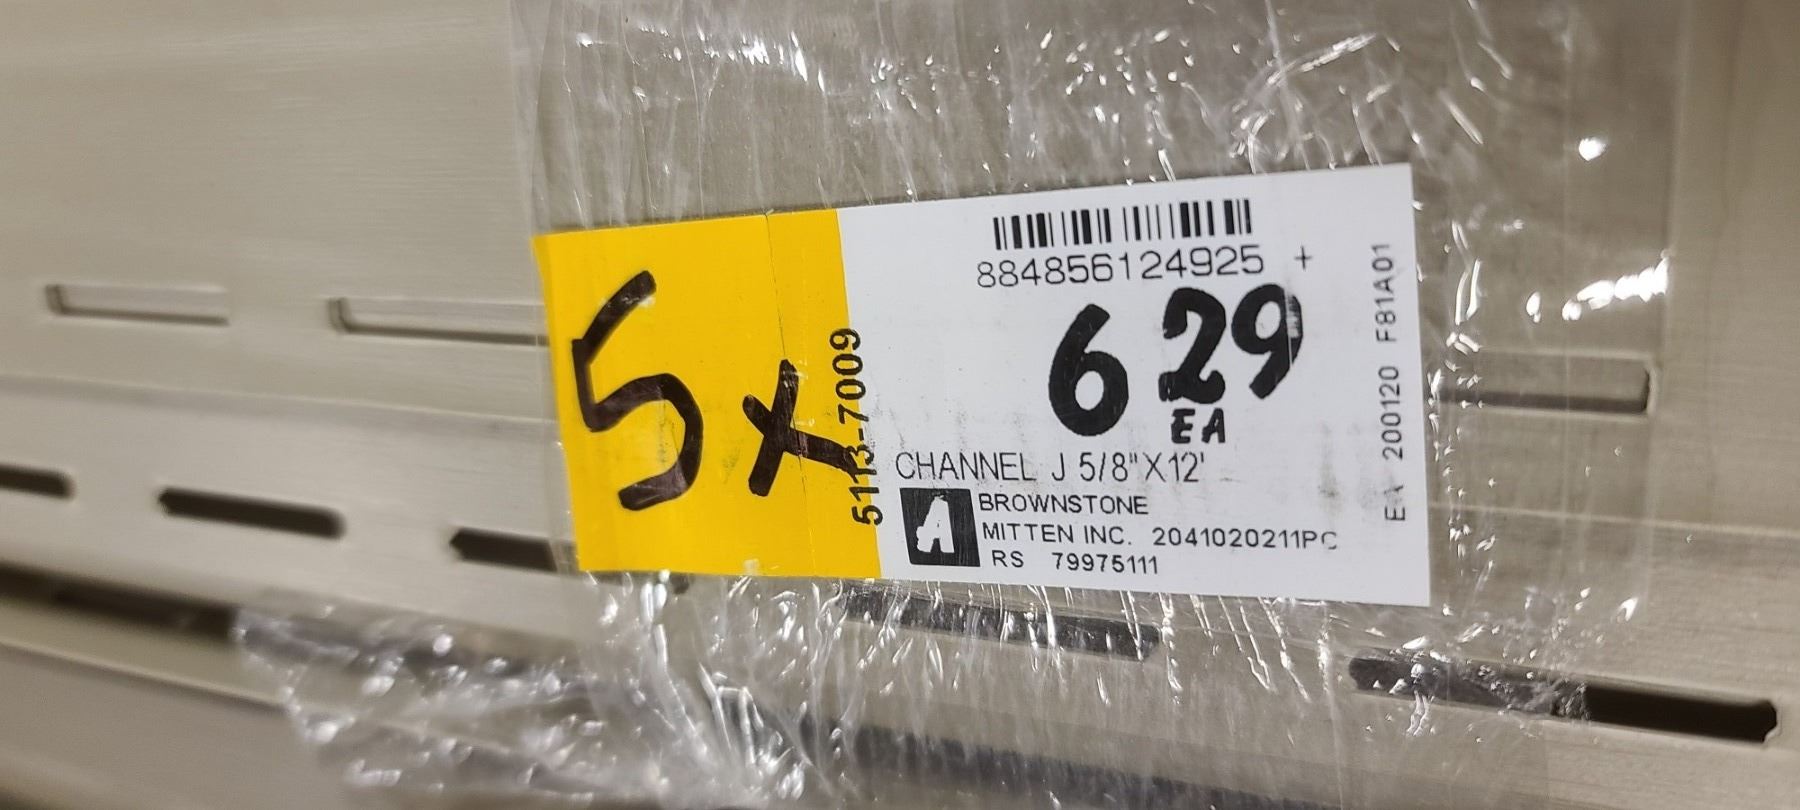 5x
5113-7009
884856124925 +
6 29
EA
CHANNEL J 5/8"X12'
BROWNSTONE
MITTEN INC. 2041020211PC
RS 79975111
EA 200120 F81A01